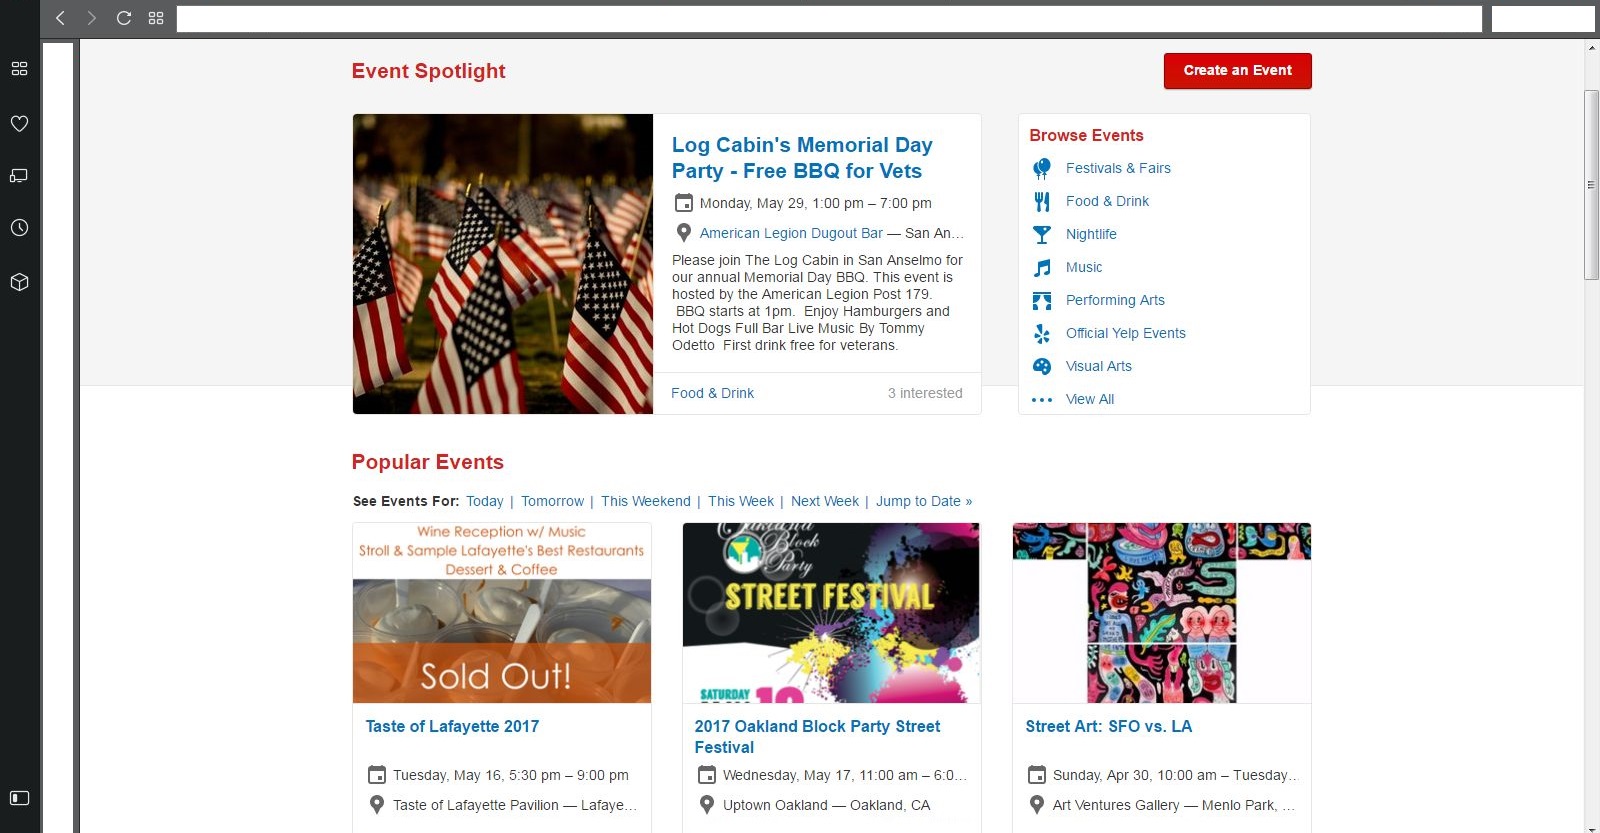 Event Spotlight
Create an Event
Log Cabin's Memorial Day
Party - Free BBQ for Vets
Monday, May 29, 1:00 pm – 7:00 pm
American Legion Dugout Bar — San An...
Please join The Log Cabin in San Anselmo for
our annual Memorial Day BBQ. This event is
hosted by the American Legion Post 179.
BBQ starts at 1pm.  Enjoy Hamburgers and
Hot Dogs Full Bar Live Music By Tommy
Odetto  First drink free for veterans.
Food & Drink
3 interested
Browse Events
Festivals & Fairs
Food & Drink
Nightlife
Music
Performing Arts
Official Yelp Events
Visual Arts
View All
Popular Events
See Events For: Today | Tomorrow | This Weekend | This Week | Next Week | Jump to Date »
Wine Reception w/ Music
Stroll & Sample Lafayette's Best Restaurants
Dessert & Coffee
Sold Out!
Taste of Lafayette 2017
Tuesday, May 16, 5:30 pm – 9:00 pm
Taste of Lafayette Pavilion — Lafaye...
Oakland
Block
Party
STREET FESTIVAL
SATURDAY
2017 Oakland Block Party Street
Festival
Wednesday, May 17, 11:00 am – 6:0...
Uptown Oakland — Oakland, CA
Street Art: SFO vs. LA
Sunday, Apr 30, 10:00 am – Tuesday...
Art Ventures Gallery — Menlo Park, ...